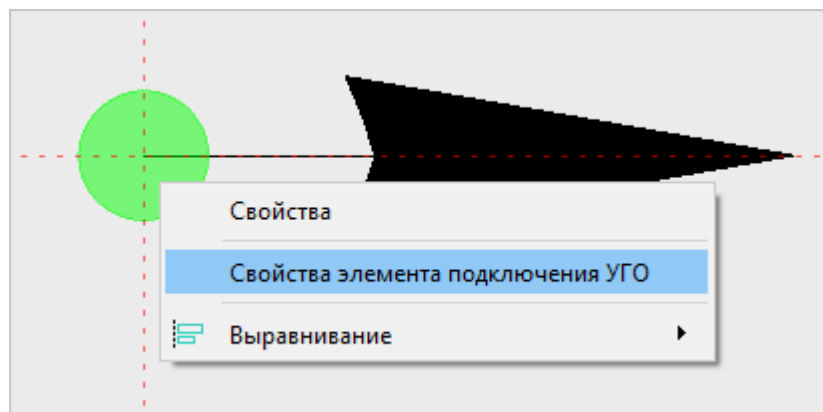 Свойства
Свойства элемента подключения УГО
Выравнивание